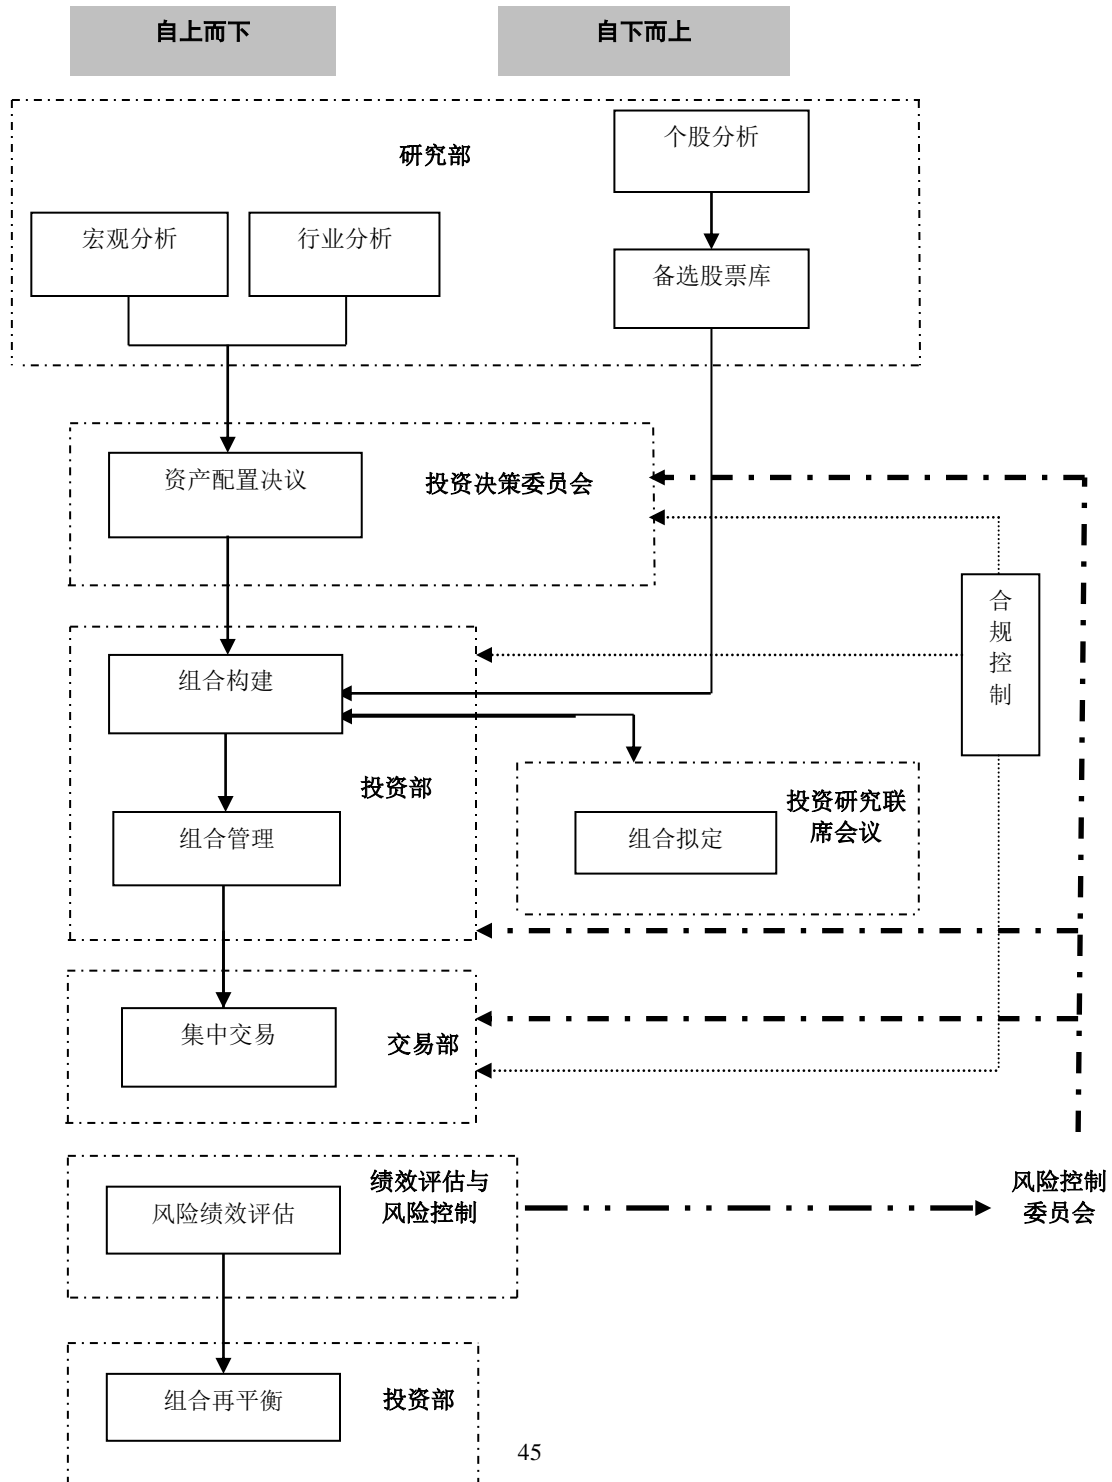 自上而下
自下而上
个股分析
研究部
宏观分析
行业分析
备选股票库
资产配置决议
投资决策委员会
合
规
控
制
组合构建
投资部
投资研究联
席会议
组合管理
组合拟定
集中交易
交易部
绩效评估与
风险控制
风险控制
委员会
风险绩效评估
组合再平衡
投资部
45